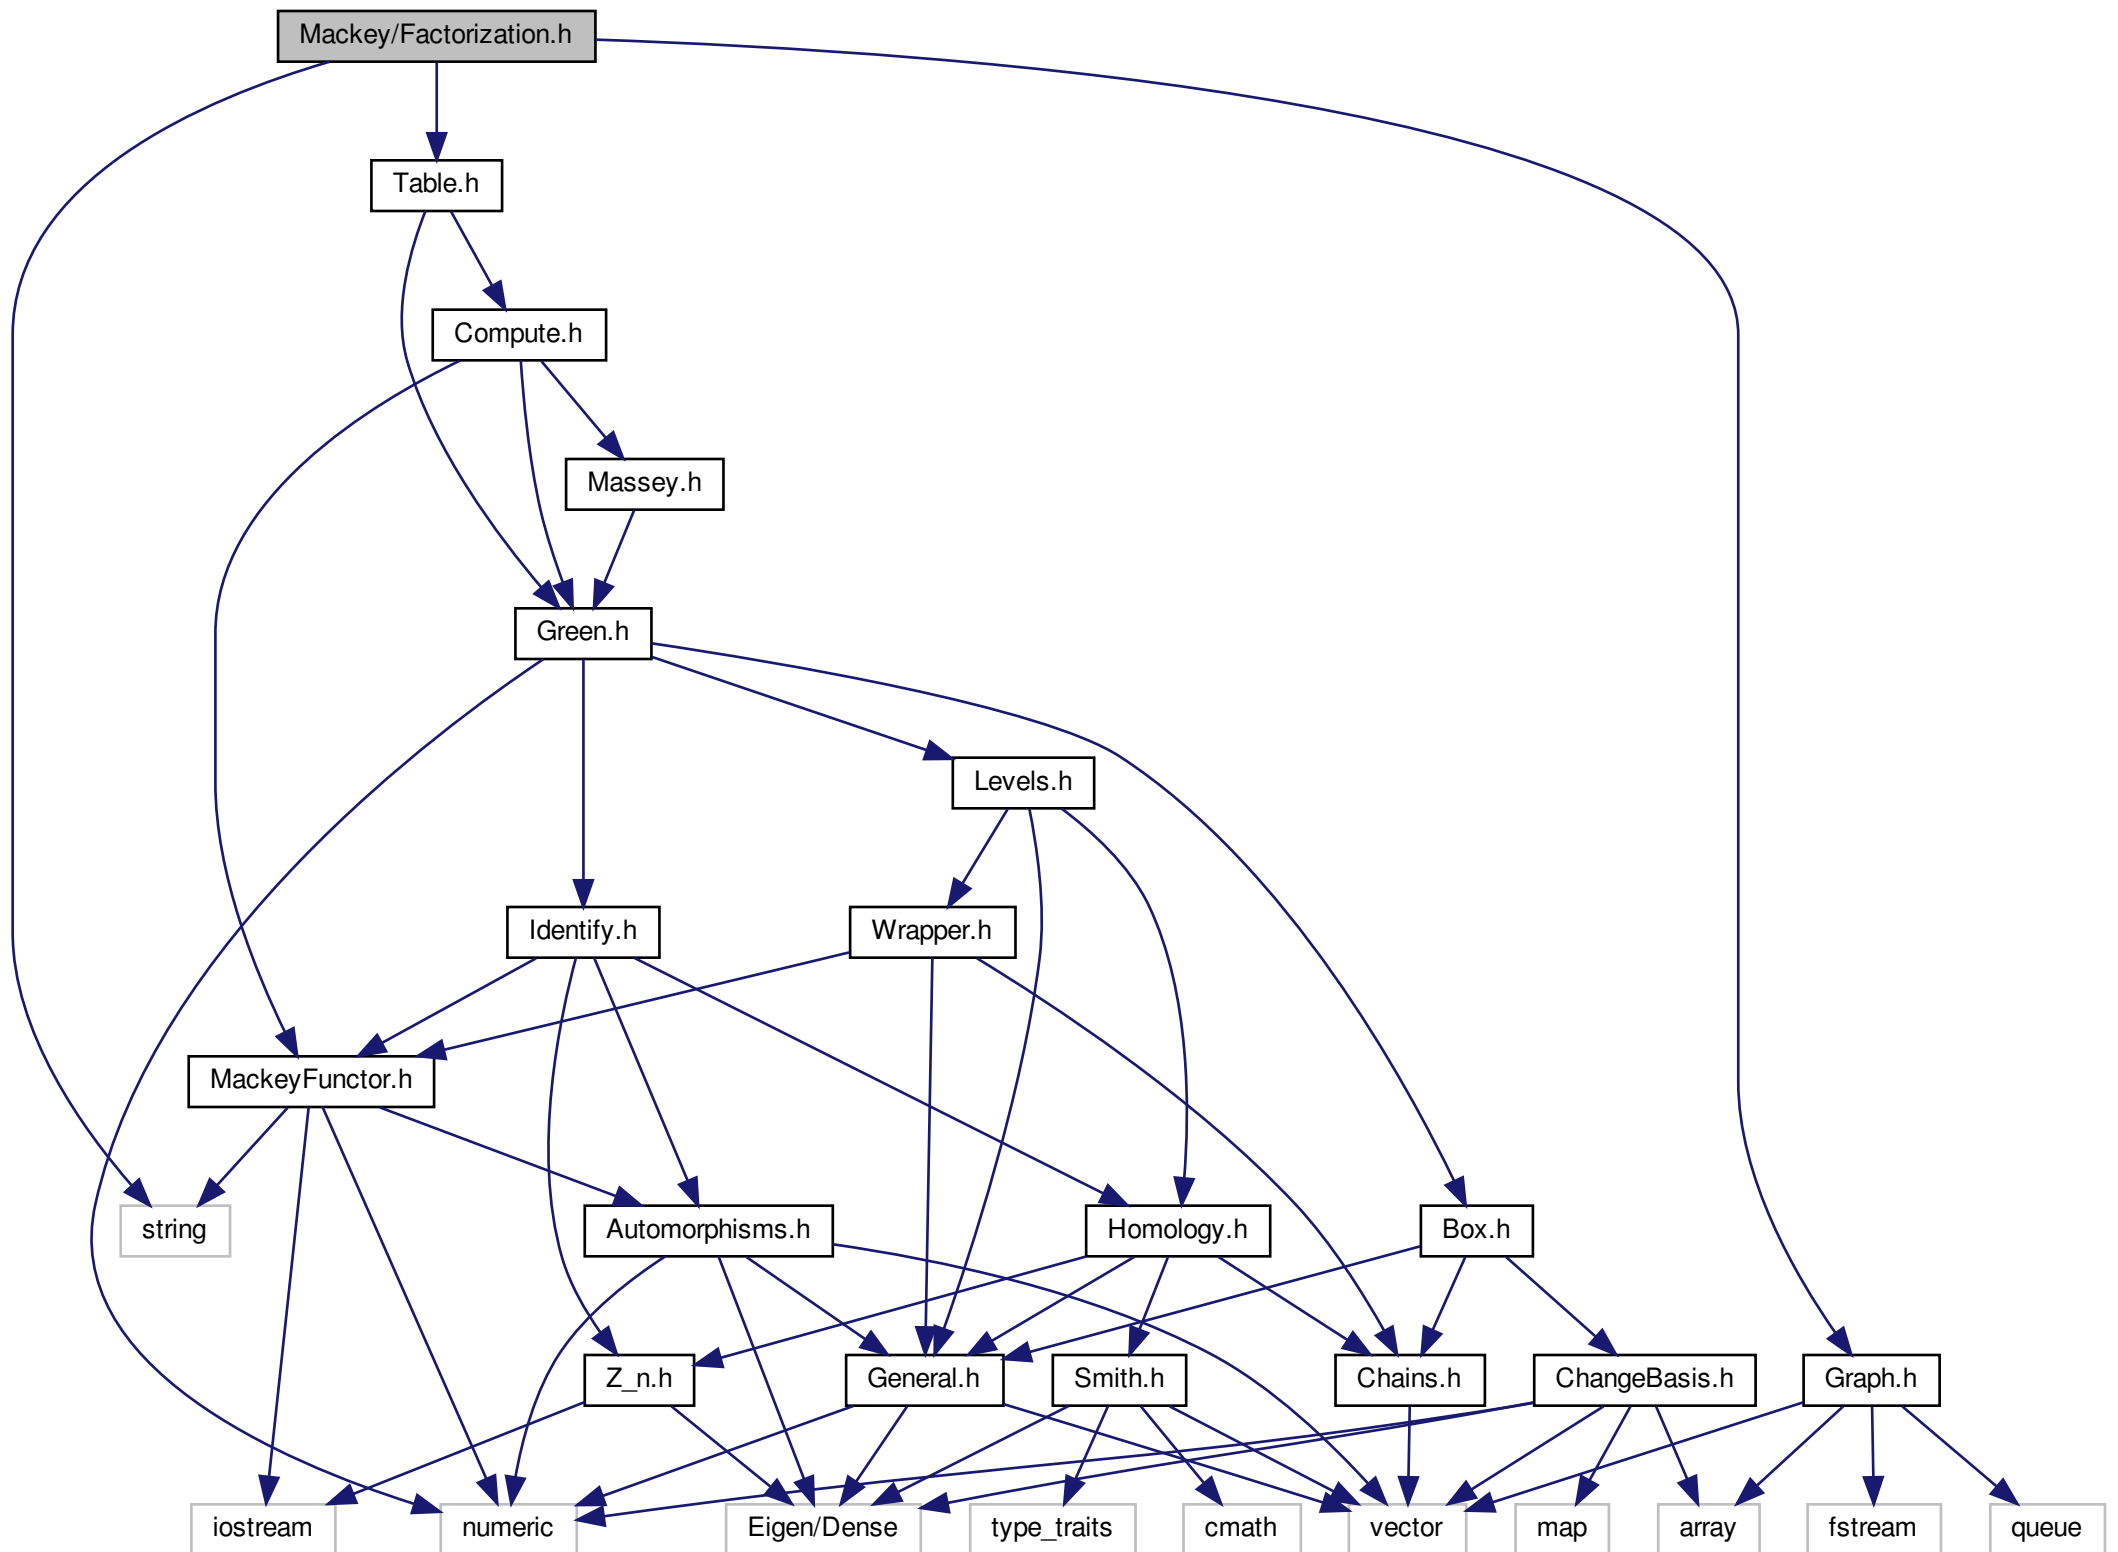 Mackey/Factorization.h
Table.h
Compute.h
Massey.h
Green.h
Levels.h
Identify.h
Wrapper.h
MackeyFunctor.h
string
Automorphisms.h
Homology.h
Box.h
Z_n.h
General.h
Smith.h
Chains.h
ChangeBasis.h
Graph.h
iostream
numeric
Eigen/Dense
type_traits
cmath
vector
map
array
fstream
queue